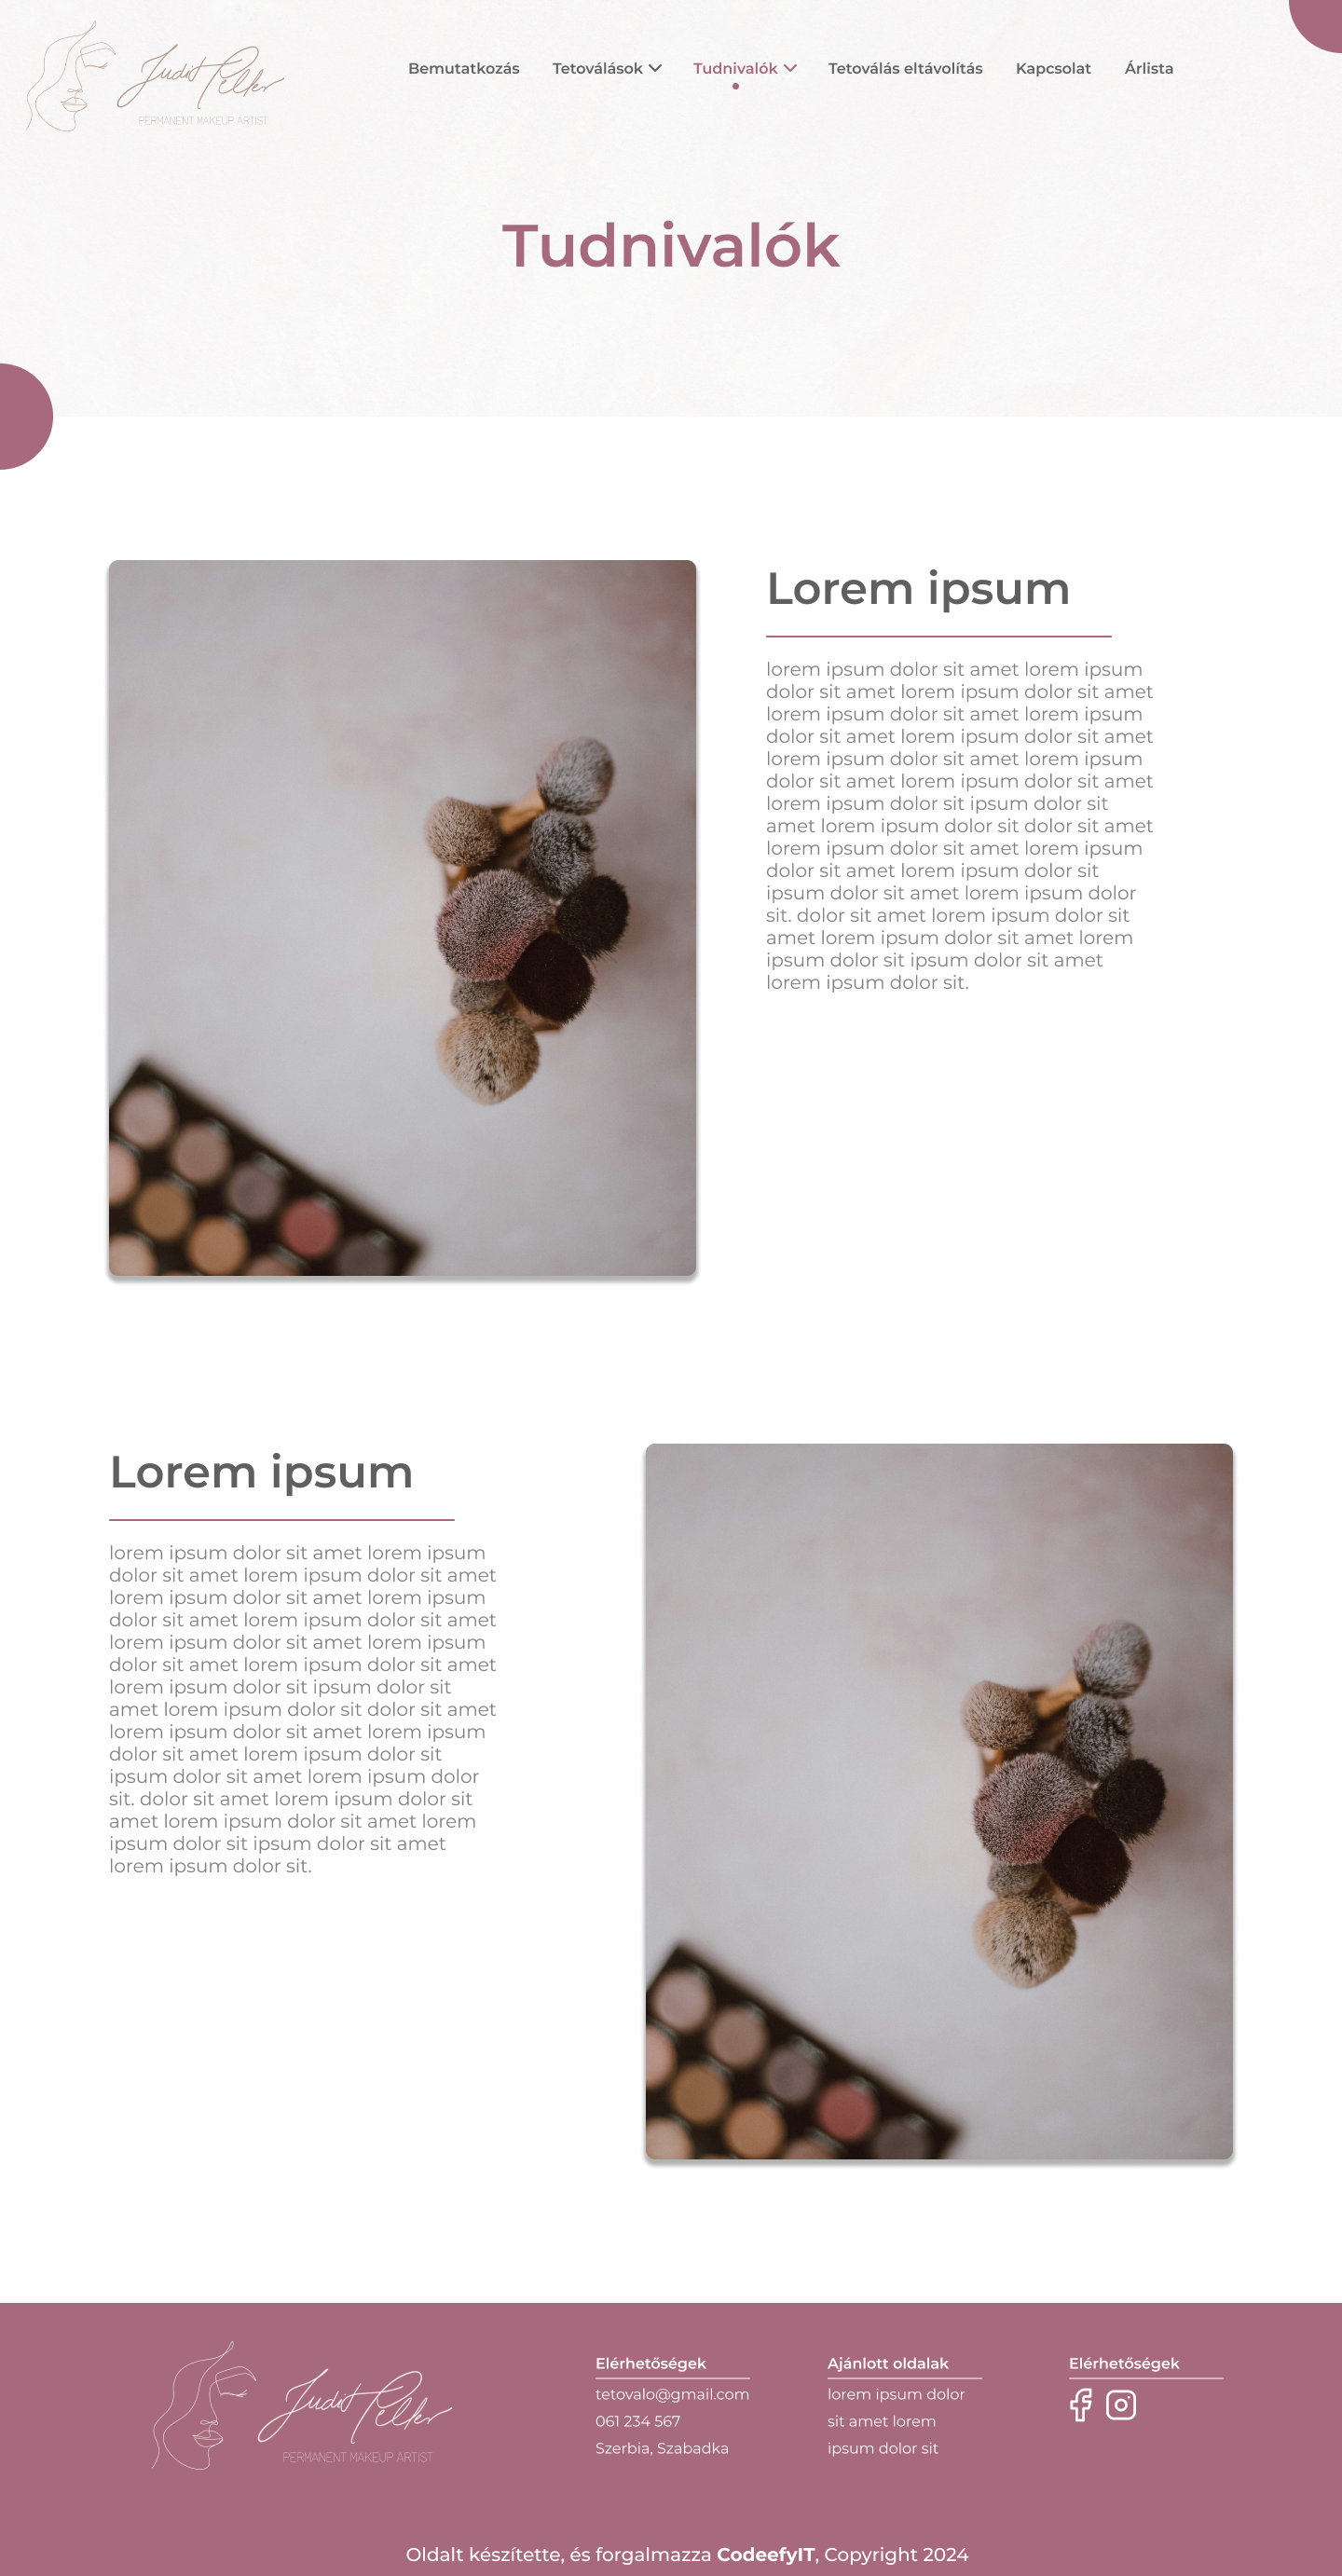 Judit Pelker
PERMANENT MAKEUP ARTIST
Bemutatkozás Tetoválások Tudnivalók Tetoválás eltávolítás Kapcsolat Árlista
Tudnivalók
Lorem ipsum
lorem ipsum dolor sit amet lorem ipsum
dolor sit amet lorem ipsum dolor sit amet
lorem ipsum dolor sit amet lorem ipsum
dolor sit amet lorem ipsum dolor sit amet
lorem ipsum dolor sit amet lorem ipsum
dolor sit amet lorem ipsum dolor sit amet
lorem ipsum dolor sit ipsum dolor sit
amet lorem ipsum dolor sit dolor sit amet
lorem ipsum dolor sit amet lorem ipsum
dolor sit amet lorem ipsum dolor sit
ipsum dolor sit amet lorem ipsum dolor
sit. dolor sit amet lorem ipsum dolor sit
amet lorem ipsum dolor sit amet lorem
ipsum dolor sit ipsum dolor sit amet
lorem ipsum dolor sit.
Lorem ipsum
lorem ipsum dolor sit amet lorem ipsum
dolor sit amet lorem ipsum dolor sit amet
lorem ipsum dolor sit amet lorem ipsum
dolor sit amet lorem ipsum dolor sit amet
lorem ipsum dolor sit amet lorem ipsum
dolor sit amet lorem ipsum dolor sit amet
lorem ipsum dolor sit ipsum dolor sit
amet lorem ipsum dolor sit dolor sit amet
lorem ipsum dolor sit amet lorem ipsum
dolor sit amet lorem ipsum dolor sit
ipsum dolor sit amet lorem ipsum dolor
sit. dolor sit amet lorem ipsum dolor sit
amet lorem ipsum dolor sit amet lorem
ipsum dolor sit ipsum dolor sit amet
lorem ipsum dolor sit.
Judit Pelker
PERMANENT MAKEUP ARTIST
Elérhetőségek
tetovalo@gmail.com
061 234 567
Szerbia, Szabadka
Ajánlott oldalak
lorem ipsum dolor
sit amet lorem
ipsum dolor sit
Elérhetőségek
Oldalt készítette, és forgalmazza CodeefyIT, Copyright 2024